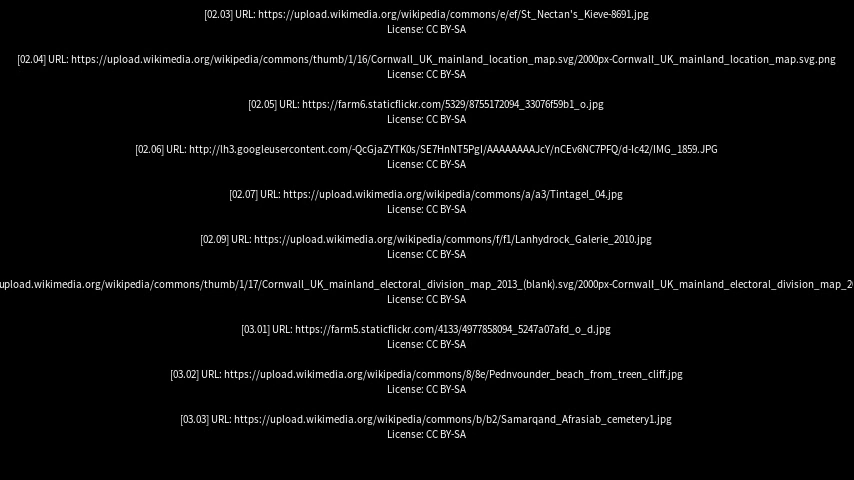 [02.03] URL: https://upload.wikimedia.org/wikipedia/commons/e/ef/St_Nectan's_Kieve-8691.jpg
License: CC BY-SA
[02.04] URL: https://upload.wikimedia.org/wikipedia/commons/thumb/1/16/Cornwall_UK_mainland_location_map.svg/2000px-Cornwall_UK_mainland_location_map.svg.png
License: CC BY-SA
[02.05] URL: https://farm6.staticflickr.com/5329/8755172094_33076f59b1_o.jpg
License: CC BY-SA
[02.06] URL: http://lh3.googleusercontent.com/-QcGjaZYTK0s/SE7HnNT5PgI/AAAAAAAAJcY/nCEv6NC7PFQ/d-Ic42/IMG_1859.JPG
License: CC BY-SA
[02.07] URL: https://upload.wikimedia.org/wikipedia/commons/a/a3/Tintagel_04.jpg
License: CC BY-SA
[02.09] URL: https://upload.wikimedia.org/wikipedia/commons/f/f1/Lanhydrock_Galerie_2010.jpg
License: CC BY-SA
upload.wikimedia.org/wikipedia/commons/thumb/1/17/Cornwall_UK_mainland_electoral_division_map_2013_(blank).svg/2000px-Cornwall_UK_mainland_electoral_division_map_2
License: CC BY-SA
[03.01] URL: https://farm5.staticflickr.com/4133/4977858094_5247a07afd_o_d.jpg
License: CC BY-SA
[03.02] URL: https://upload.wikimedia.org/wikipedia/commons/8/8e/Pednvounder_beach_from_treen_cliff.jpg
License: CC BY-SA
[03.03] URL: https://upload.wikimedia.org/wikipedia/commons/b/b2/Samarqand_Afrasiab_cemetery1.jpg
License: CC BY-SA